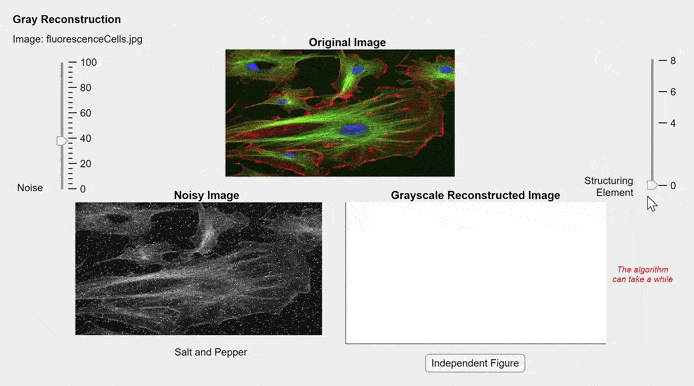 Gray Reconstruction
Image: fluorescenceCells.jpg
Original Image
100
80
60
40
20
0
Noise
8
6
4
0
Structuring
Element
Noisy Image
Grayscale Reconstructed Image
The algorithm
can take a while
Salt and Pepper
Independent Figure